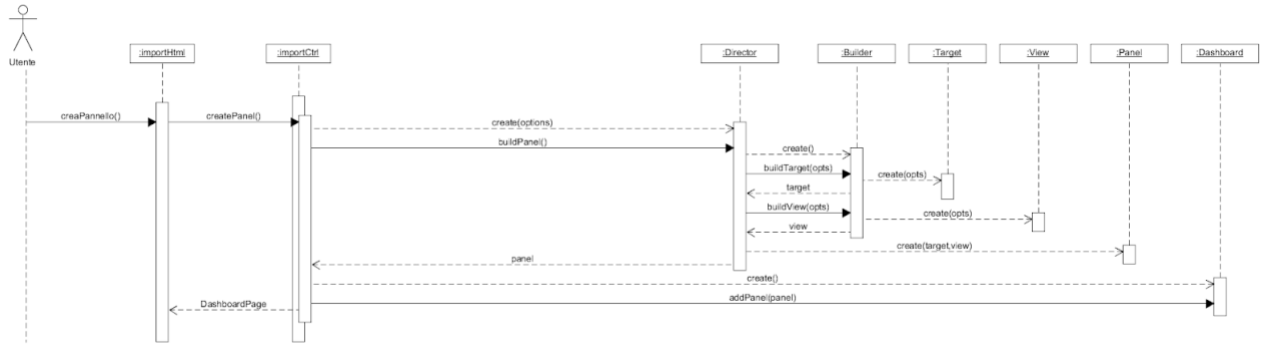 Utente
:importHtml
:importCtrl
:Director
:Builder
:Target
:View
:Panel
:Dashboard
creaPannello()
createPanel()
create(options)
buildPanel()
create()
buildTarget(opts)
create(opts)
target
buildView(opts)
create(opts)
view
create(target,view)
panel
create()
addPanel(panel)
DashboardPage